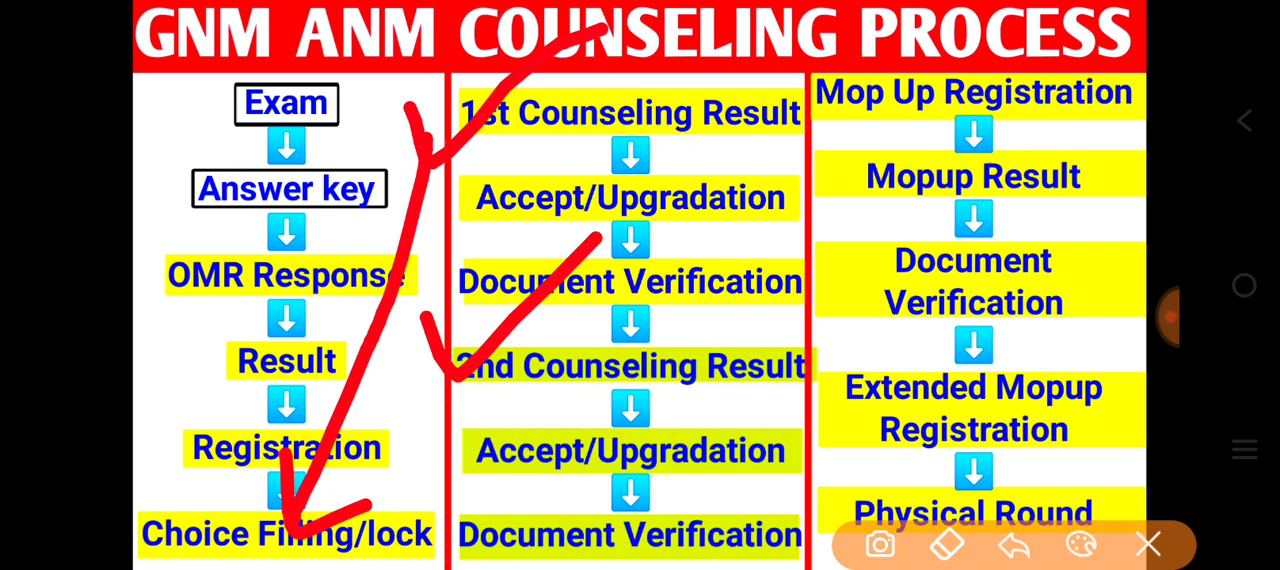 GNM ANM COUNSELING PROCESS
Exam
Answer key
OMR Response
Result
Registration
Choice Filling/lock
1st Counseling Result
Accept/Upgradation
Document Verification
2nd Counseling Result
Accept/Upgradation
Document Verification
Mop Up Registration
Mopup Result
Document
Verification
Extended Mopup
Registration
Physical Round